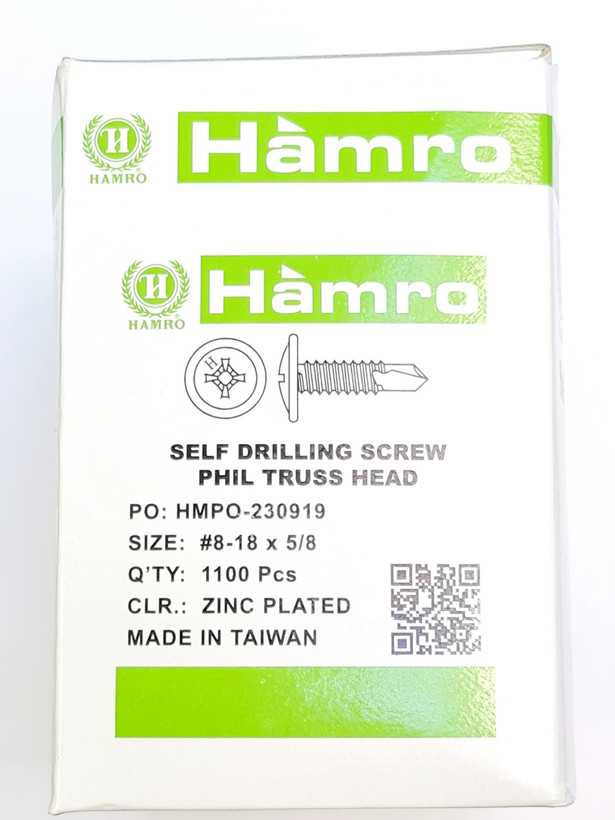 H
HAMRO®
Hàmro
H
HAMRO®
Hàmro
H
SELF DRILLING SCREW
PHIL TRUSS HEAD
PO: HMPO-230919
SIZE: #8-18 x 5/8
Q'TY: 1100 Pcs
CLR.: ZINC PLATED
MADE IN TAIWAN